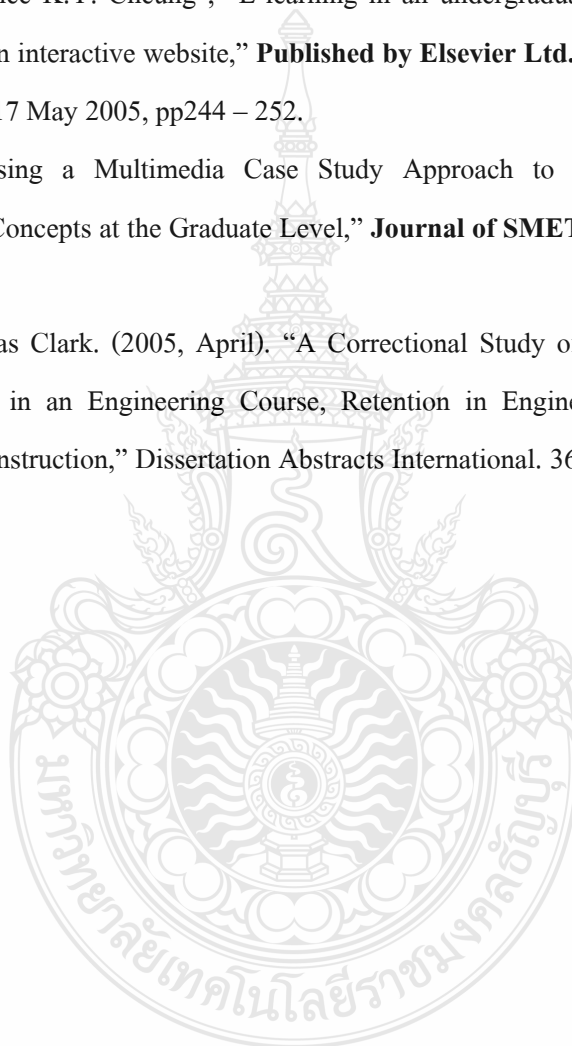 nce K.Y. Cheung , “E-learning in an undergradua
n interactive website,” Published by Elsevier Ltd.
17 May 2005, pp244 – 252.
sing a Multimedia Case Study Approach to
Concepts at the Graduate Level,” Journal of SMET
as Clark. (2005, April). “A Correctional Study o
in an Engineering Course, Retention in Engine
nstruction,” Dissertation Abstracts International. 36
มหาวิทยาลัยเทคโนโลยีราชมงคลธัญบุรี